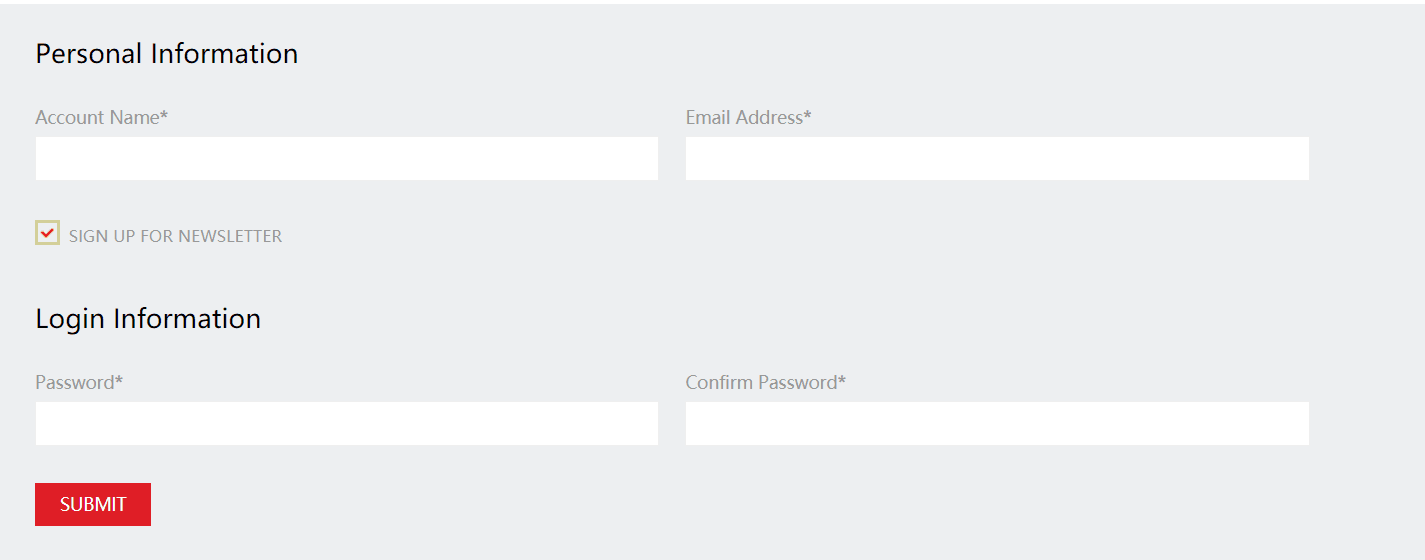 Personal Information
Account Name*
Email Address*
SIGN UP FOR NEWSLETTER
Login Information
Password*
Confirm Password*
SUBMIT